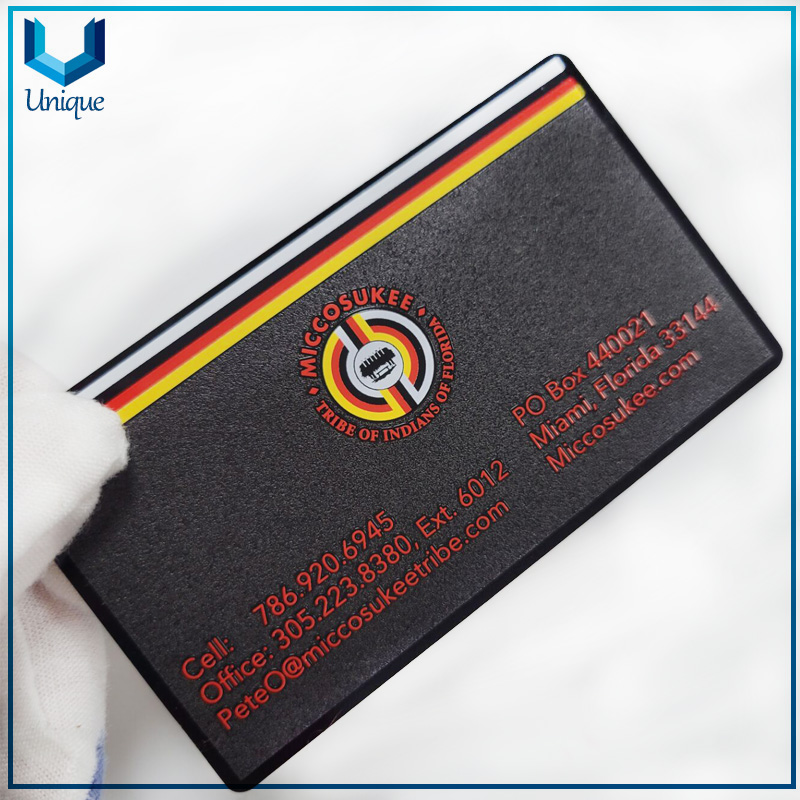 Unique
MICCOSUKEE
TRIBE OF INDIANS OF FLORIDA
PO Box 440021
Miami, Florida 33144
Miccosukee.com
Cell: 786.920.6945
Office: 305.223.8380, Ext. 6012
PeteO@miccosukeetribe.com